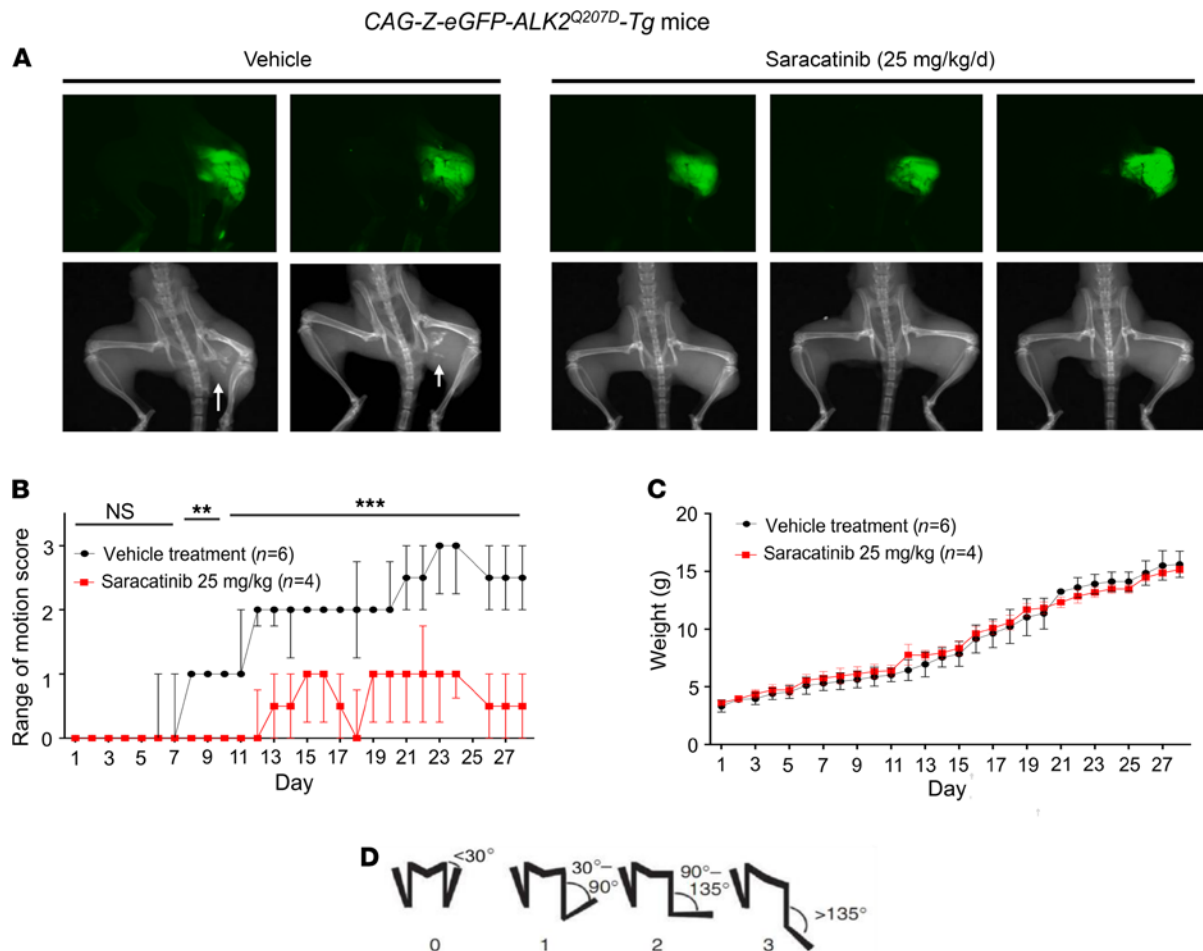 CAG-Z-eGFP-ALK2Q207D-Tg mice
A
Vehicle
Saracatinib (25 mg/kg/d)
B
NS
**
***
Vehicle treatment (n=6)
Saracatinib 25 mg/kg (n=4)
Range of motion score
3
2
1
0
1 3 5 7 9 11 13 15 17 19 21 23 25 27
Day
C
Vehicle treatment (n=6)
Saracatinib 25 mg/kg (n=4)
Weight (g)
20
15
10
5
0
1 3 5 7 9 11 13 15 17 19 21 23 25 27
Day
D
<30°
30°–
90°
90°–
135°
>135°
0 1 2 3